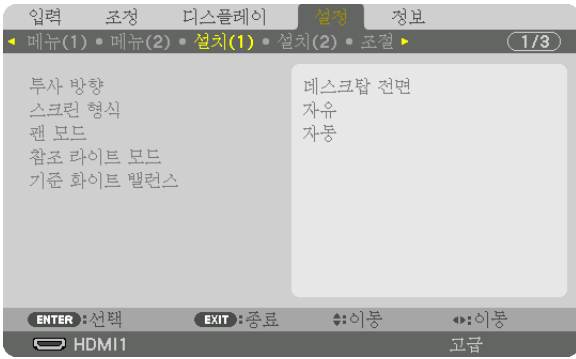 입력 조정 디스플레이 설정 정보
메뉴(1) 메뉴(2) 설치(1) 설치(2) 조절 1/3
투사 방향 데스크탑 전면
스크린 형식 자유
팬 모드 자동
참조 라이트 모드
기준 화이트 밸런스
ENTER :선택 EXIT :종료 :이동 :이동
HDMI1 고급